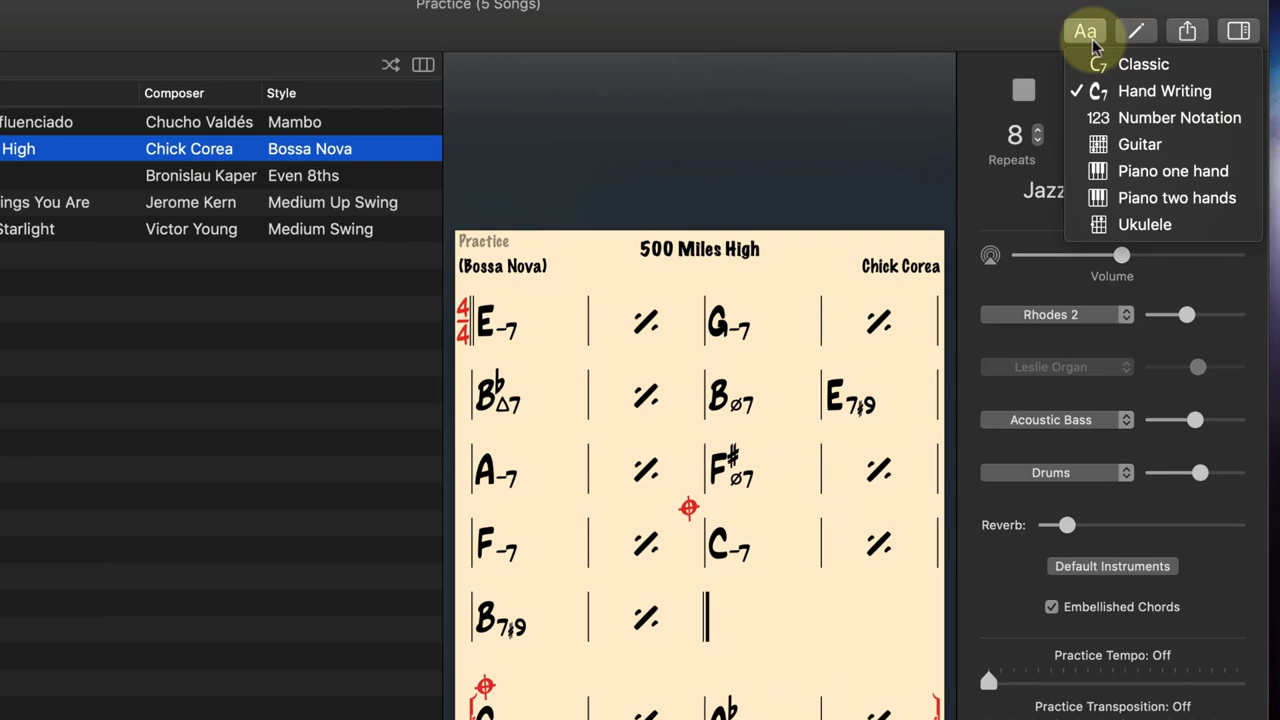 Practice (5 Songs)
Aa
C7 Classic
✓ C7 Hand Writing
123 Number Notation
Guitar
Piano one hand
Piano two hands
Ukulele
Composer Style
fluenciado Chucho Valdés Mambo
High Chick Corea Bossa Nova
Bronislau Kaper Even 8ths
ings You Are Jerome Kern Medium Up Swing
Starlight Victor Young Medium Swing
Practice
500 Miles High
(Bossa Nova) Chick Corea
4/4 E-7 G-7
B♭△7 Bø7 E7♯9
A-7 F♯ø7
F-7 C-7
B7♯9
8
Repeats
Jazz
Volume
Rhodes 2
Leslie Organ
Acoustic Bass
Drums
Reverb:
Default Instruments
Embellished Chords
Practice Tempo: Off
Practice Transposition: Off